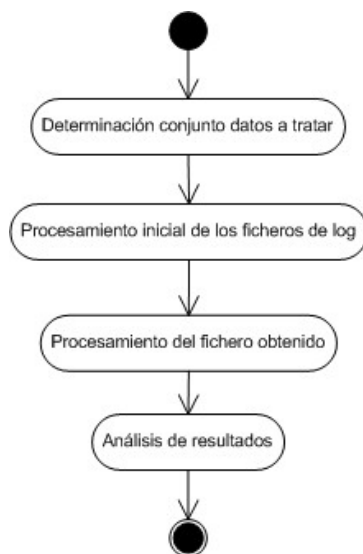 Determinación conjunto datos a tratar
Procesamiento inicial de los ficheros de log
Procesamiento del fichero obtenido
Análisis de resultados